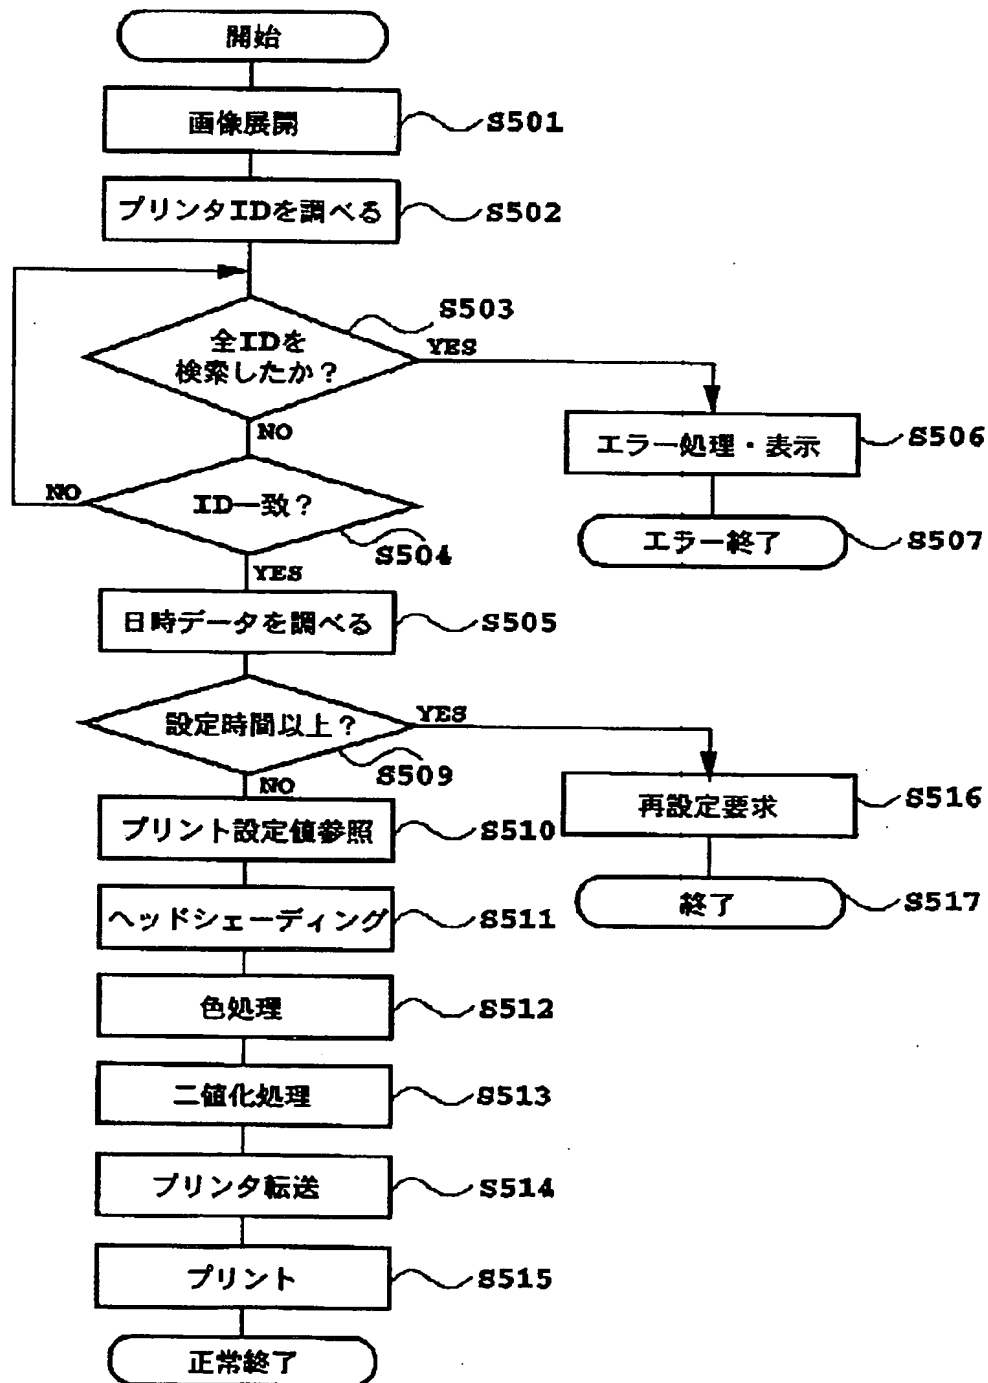 開始
画像展開
S501
プリンタIDを調べる
S502
S503
全IDを
検索したか？
YES
NO
エラー処理・表示
S506
ID一致？
NO
S504
YES
エラー終了
S507
日時データを調べる
S505
設定時間以上？
YES
S509
NO
再設定要求
S516
プリント設定値参照
S510
終了
S517
ヘッドシェーディング
S511
色処理
S512
二値化処理
S513
プリンタ転送
S514
プリント
S515
正常終了